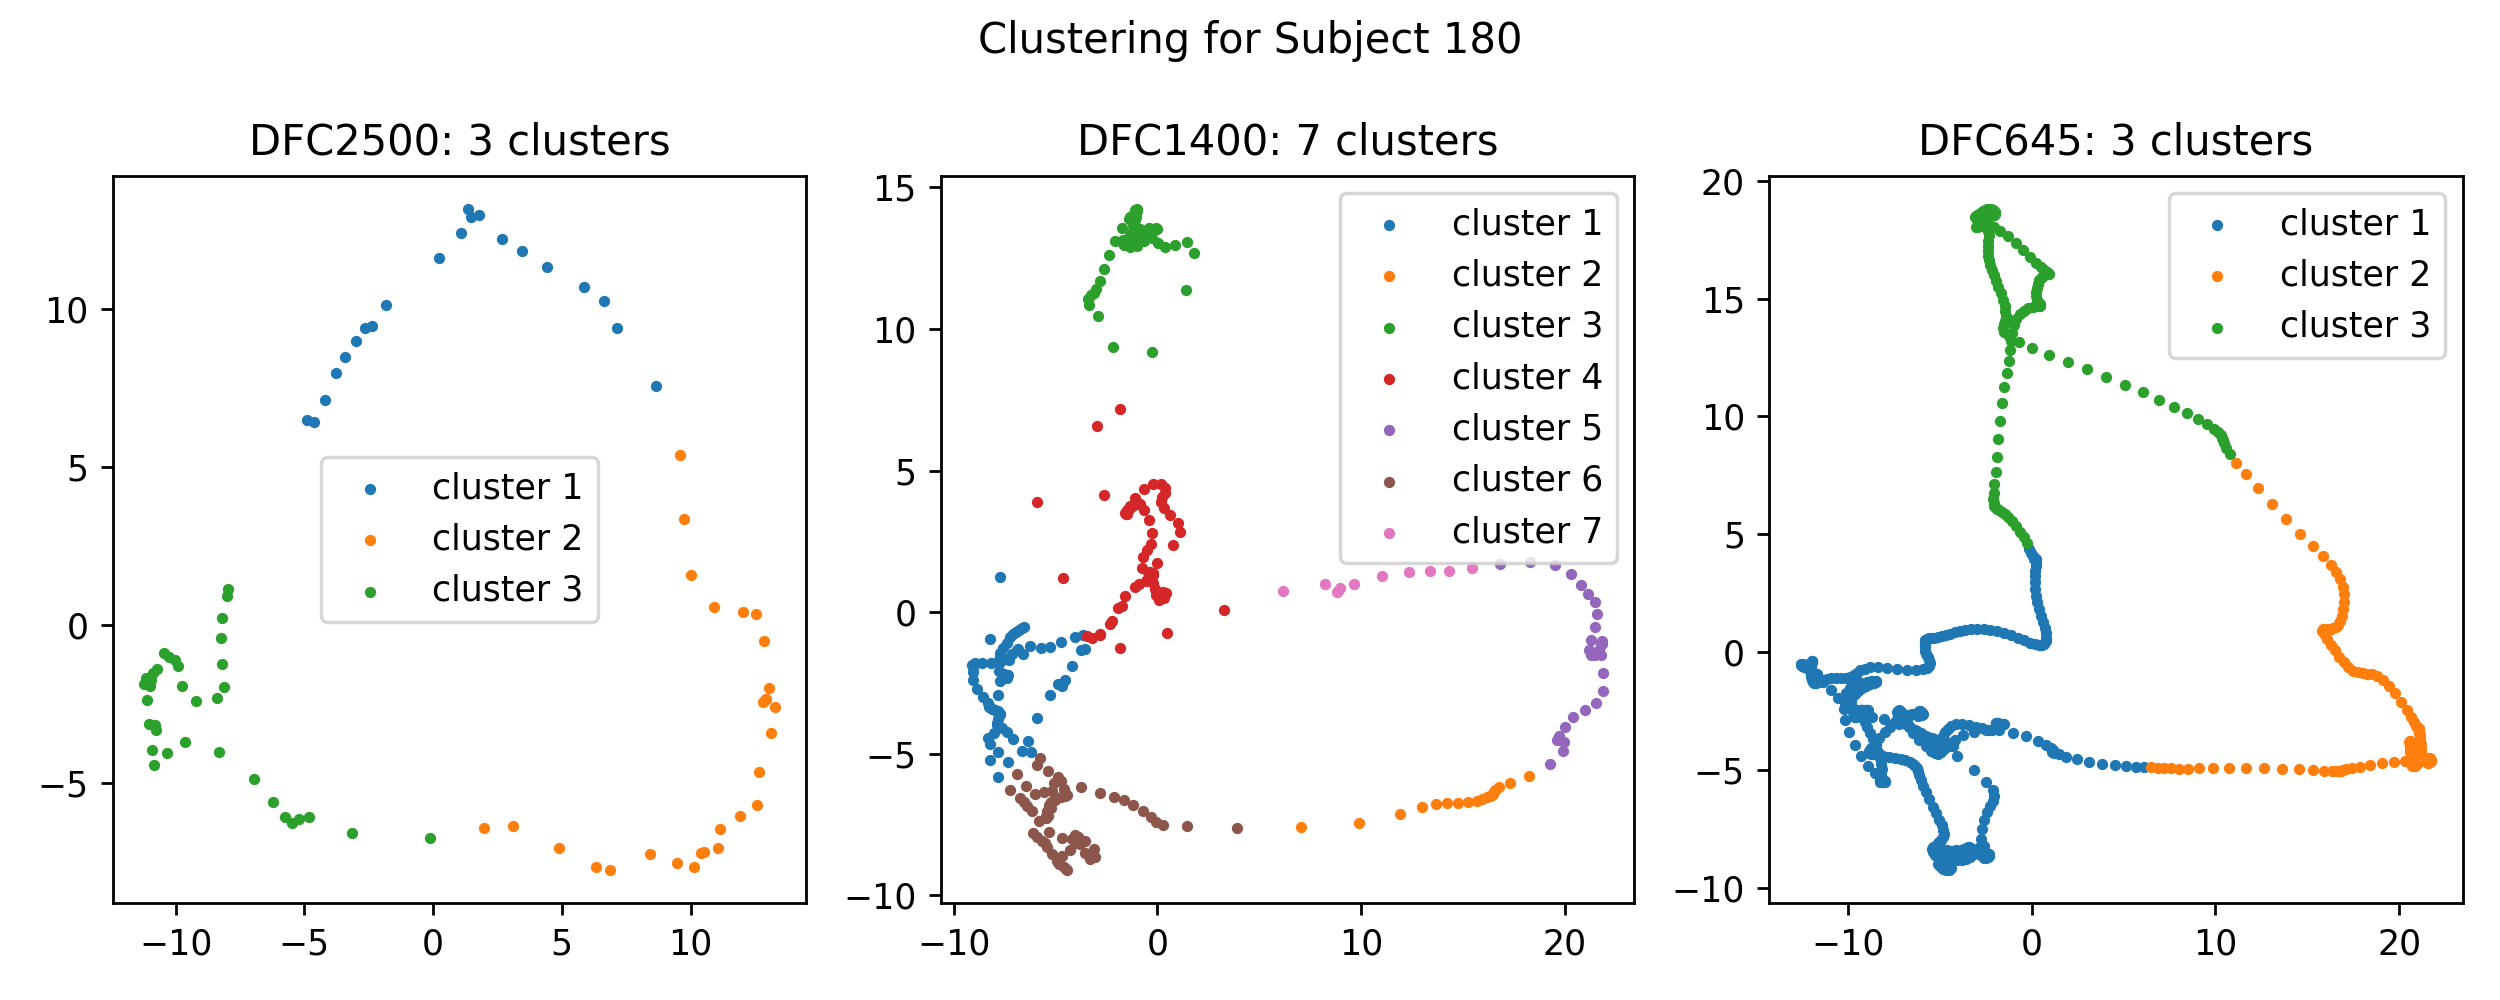 Clustering for Subject 180
DFC2500: 3 clusters
10
5
0
−5
−10
−5
0
5
10
cluster 1
cluster 2
cluster 3
DFC1400: 7 clusters
15
10
5
0
−5
−10
−10
0
10
20
cluster 1
cluster 2
cluster 3
cluster 4
cluster 5
cluster 6
cluster 7
DFC645: 3 clusters
20
15
10
5
0
−5
−10
−10
0
10
20
cluster 1
cluster 2
cluster 3